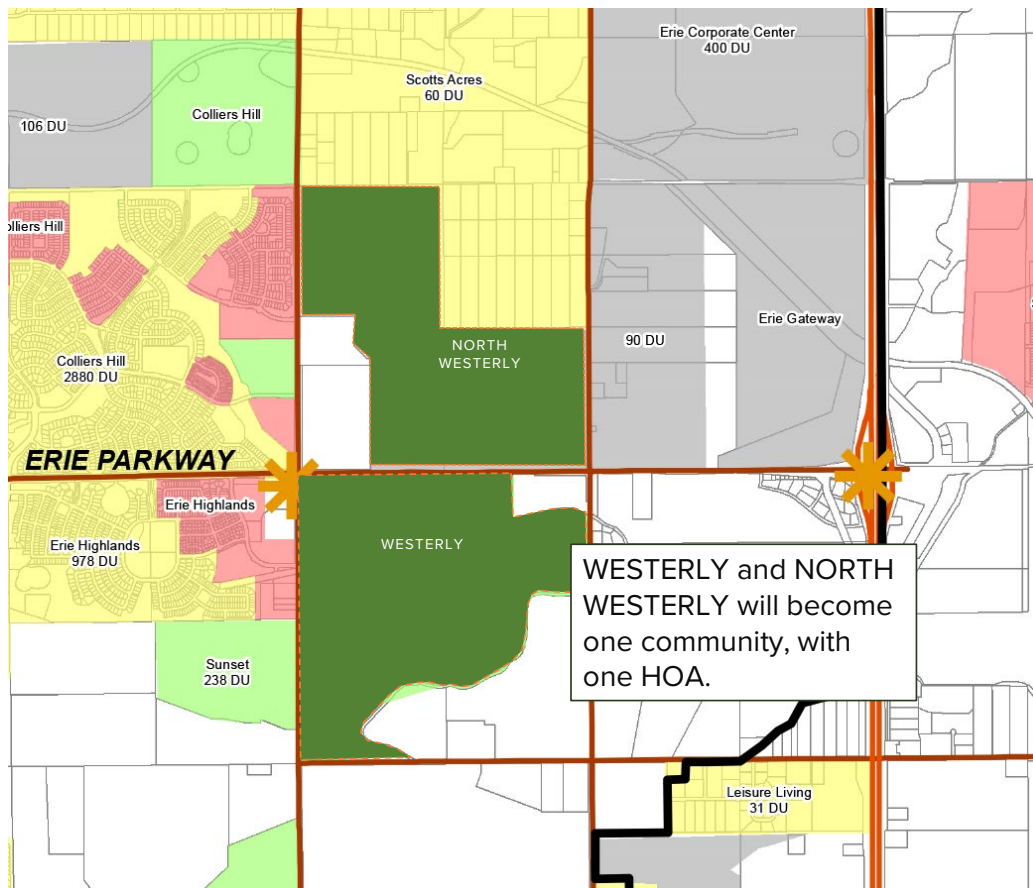 Erie Corporate Center
400 DU
Scotts Acres
60 DU
Colliers Hill
106 DU
olliers Hill
Erie Gateway
90 DU
NORTH
WESTERLY
Colliers Hill
2880 DU
ERIE PARKWAY
Erie Highlands
WESTERLY
Erie Highlands
978 DU
WESTERLY and NORTH
WESTERLY will become
one community, with
one HOA.
Sunset
238 DU
Leisure Living
31 DU